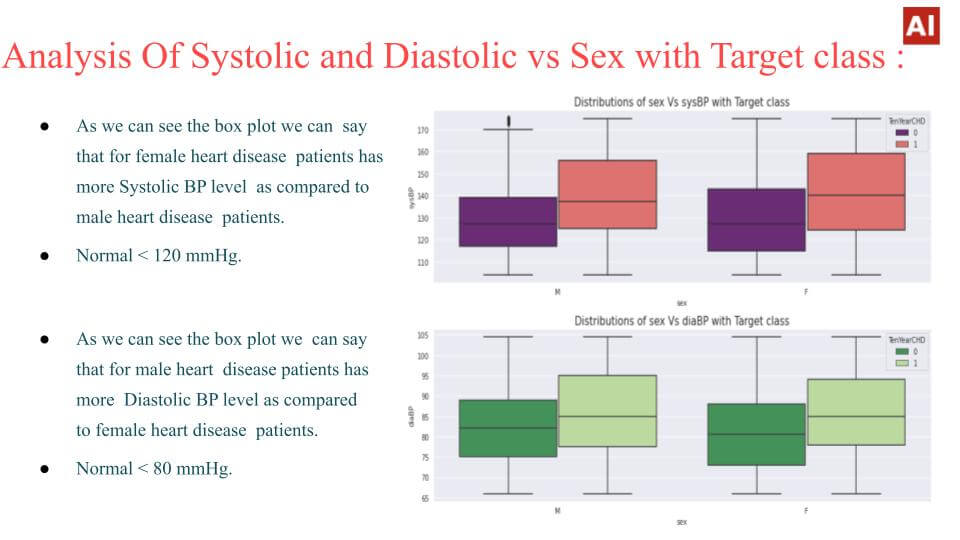 AI
Analysis Of Systolic and Diastolic vs Sex with Target class :
● As we can see the box plot we can say
that for female heart disease patients has
more Systolic BP level as compared to
male heart disease patients.
● Normal < 120 mmHg.
● As we can see the box plot we can say
that for male heart disease patients has
more Diastolic BP level as compared
to female heart disease patients.
● Normal < 80 mmHg.
Distributions of sex Vs sysBP with Target class
TenYearCHD
0
1
sysBP
170
160
150
140
130
120
110
M F
sex
Distributions of sex Vs diaBP with Target class
TenYearCHD
0
1
diaBP
105
100
95
90
85
80
75
70
65
M F
sex